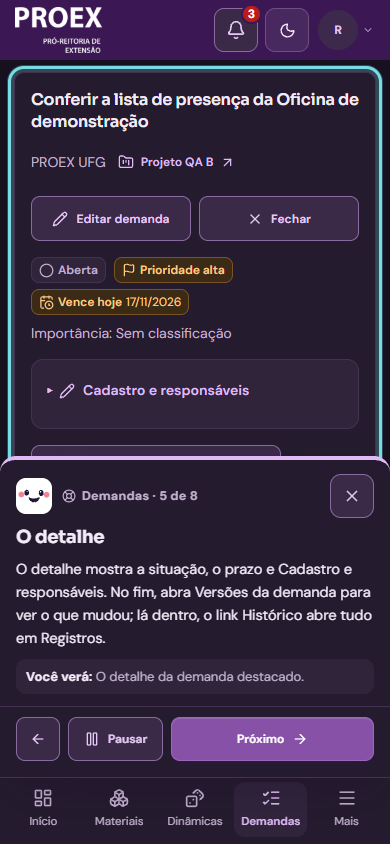 PROEX
PRÓ-REITORIA DE
EXTENSÃO
3
R
Conferir a lista de presença da Oficina de
demonstração
PROEX UFG
Projeto QA B
Editar demanda
Fechar
Aberta
Prioridade alta
Vence hoje 17/11/2026
Importância: Sem classificação
Cadastro e responsáveis
Demandas · 5 de 8
O detalhe
O detalhe mostra a situação, o prazo e Cadastro e
responsáveis. No fim, abra Versões da demanda para
ver o que mudou; lá dentro, o link Histórico abre tudo
em Registros.
Você verá: O detalhe da demanda destacado.
Pausar
Próximo
Início
Materiais
Dinâmicas
Demandas
Mais